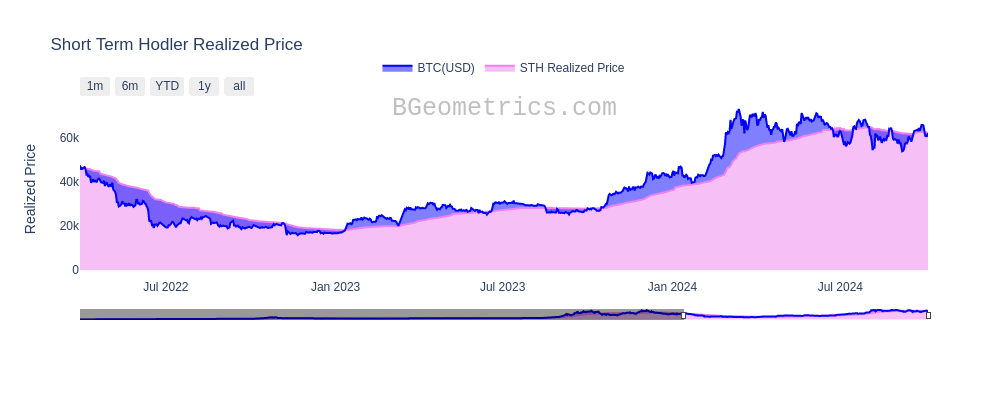 Short Term Hodler Realized Price
BTC(USD) STH Realized Price
1m 6m YTD 1y all
BGeometrics.com
Realized Price
60k
40k
20k
0
Jul 2022 Jan 2023 Jul 2023 Jan 2024 Jul 2024